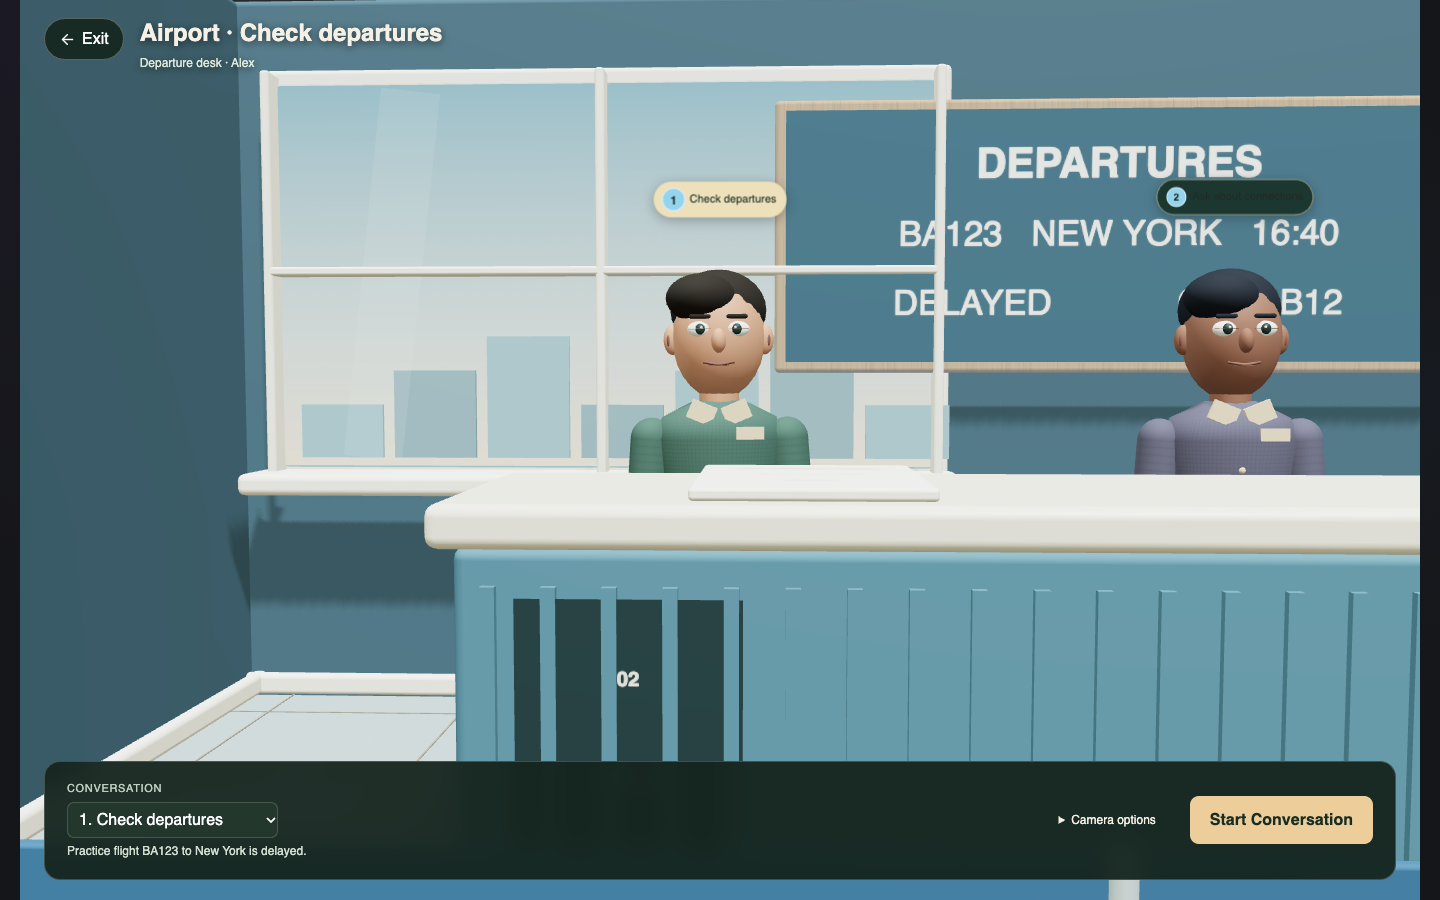 ← Exit
Airport · Check departures
Departure desk · Alex
DEPARTURES
1 Check departures
2
BA123 NEW YORK 16:40
DELAYED B12
02
CONVERSATION
1. Check departures
Practice flight BA123 to New York is delayed.
Camera options
Start Conversation